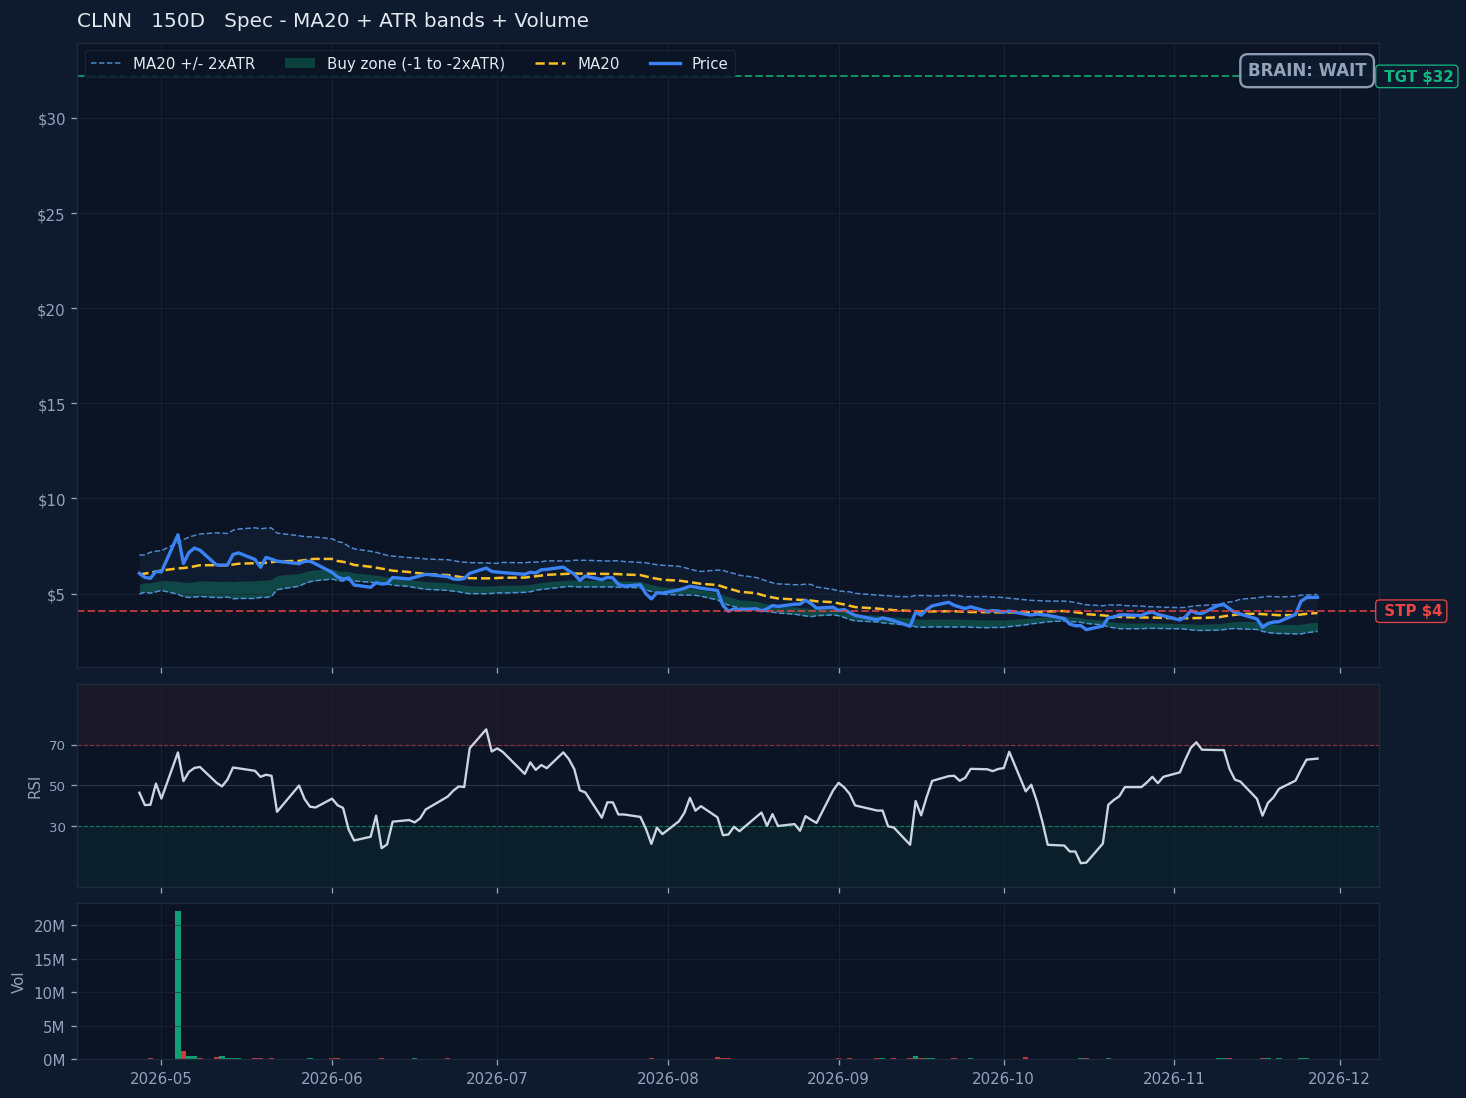 CLNN   150D   Spec - MA20 + ATR bands + Volume
MA20 +/- 2xATR   Buy zone (-1 to -2xATR)   MA20   Price
BRAIN: WAIT
TGT $32
$30
$25
$20
$15
$10
$5
STP $4
RSI
70
50
30
Vol
20M
15M
10M
5M
0M
2026-05   2026-06   2026-07   2026-08   2026-09   2026-10   2026-11   2026-12